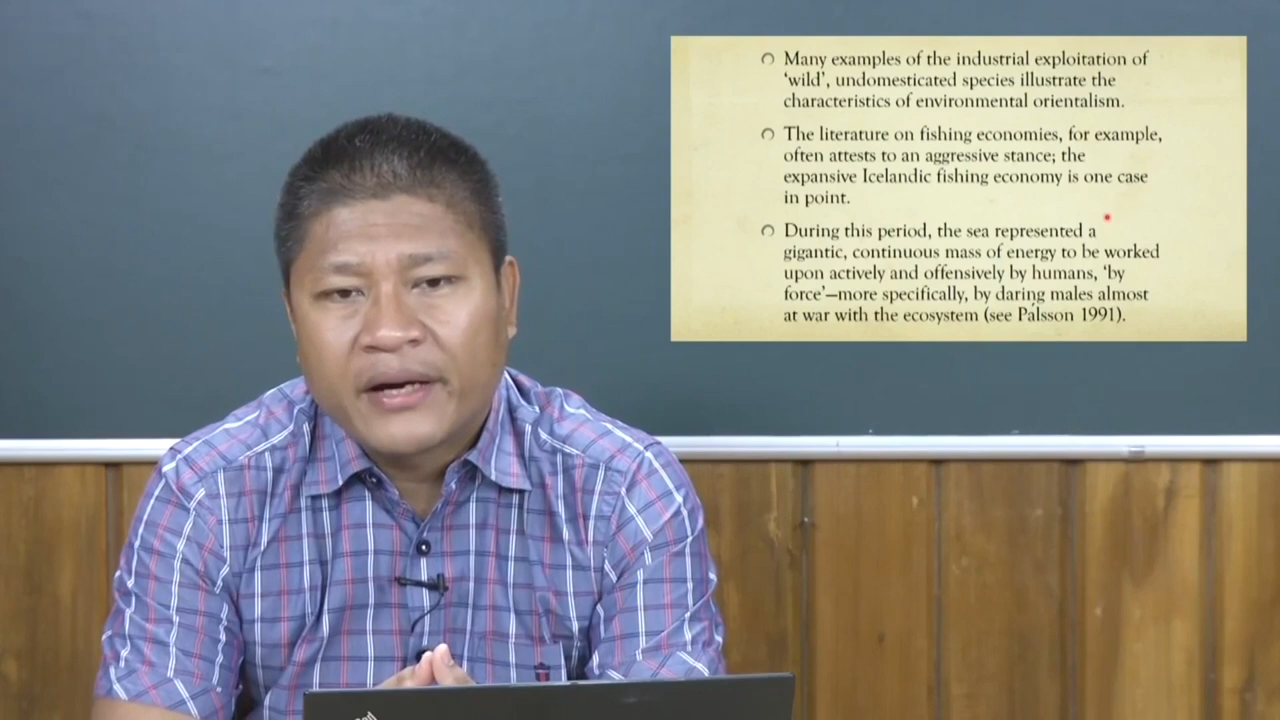 Many examples of the industrial exploitation of
'wild', undomesticated species illustrate the
characteristics of environmental orientalism.
The literature on fishing economies, for example,
often attests to an aggressive stance; the
expansive Icelandic fishing economy is one case
in point.
During this period, the sea represented a
gigantic, continuous mass of energy to be worked
upon actively and offensively by humans, 'by
force'—more specifically, by daring males almost
at war with the ecosystem (see Pálsson 1991).